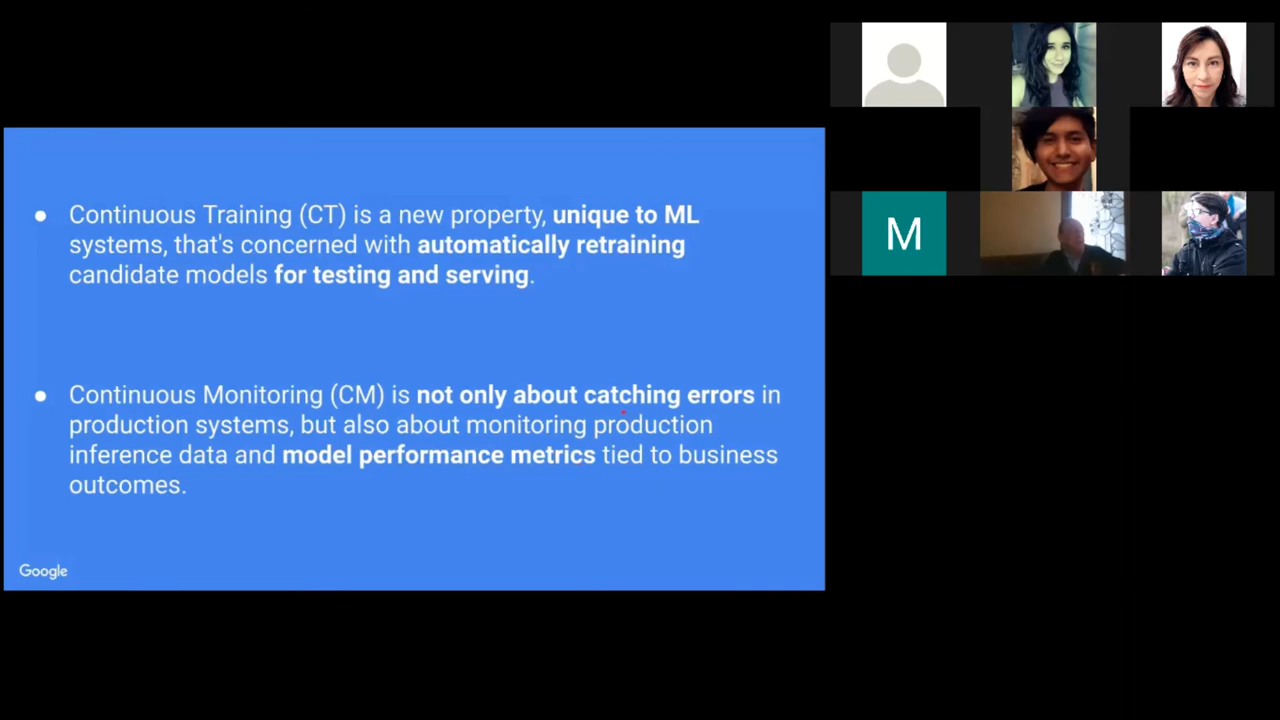 ● Continuous Training (CT) is a new property, unique to ML
systems, that's concerned with automatically retraining
candidate models for testing and serving.
● Continuous Monitoring (CM) is not only about catching errors in
production systems, but also about monitoring production
inference data and model performance metrics tied to business
outcomes.
Google
M